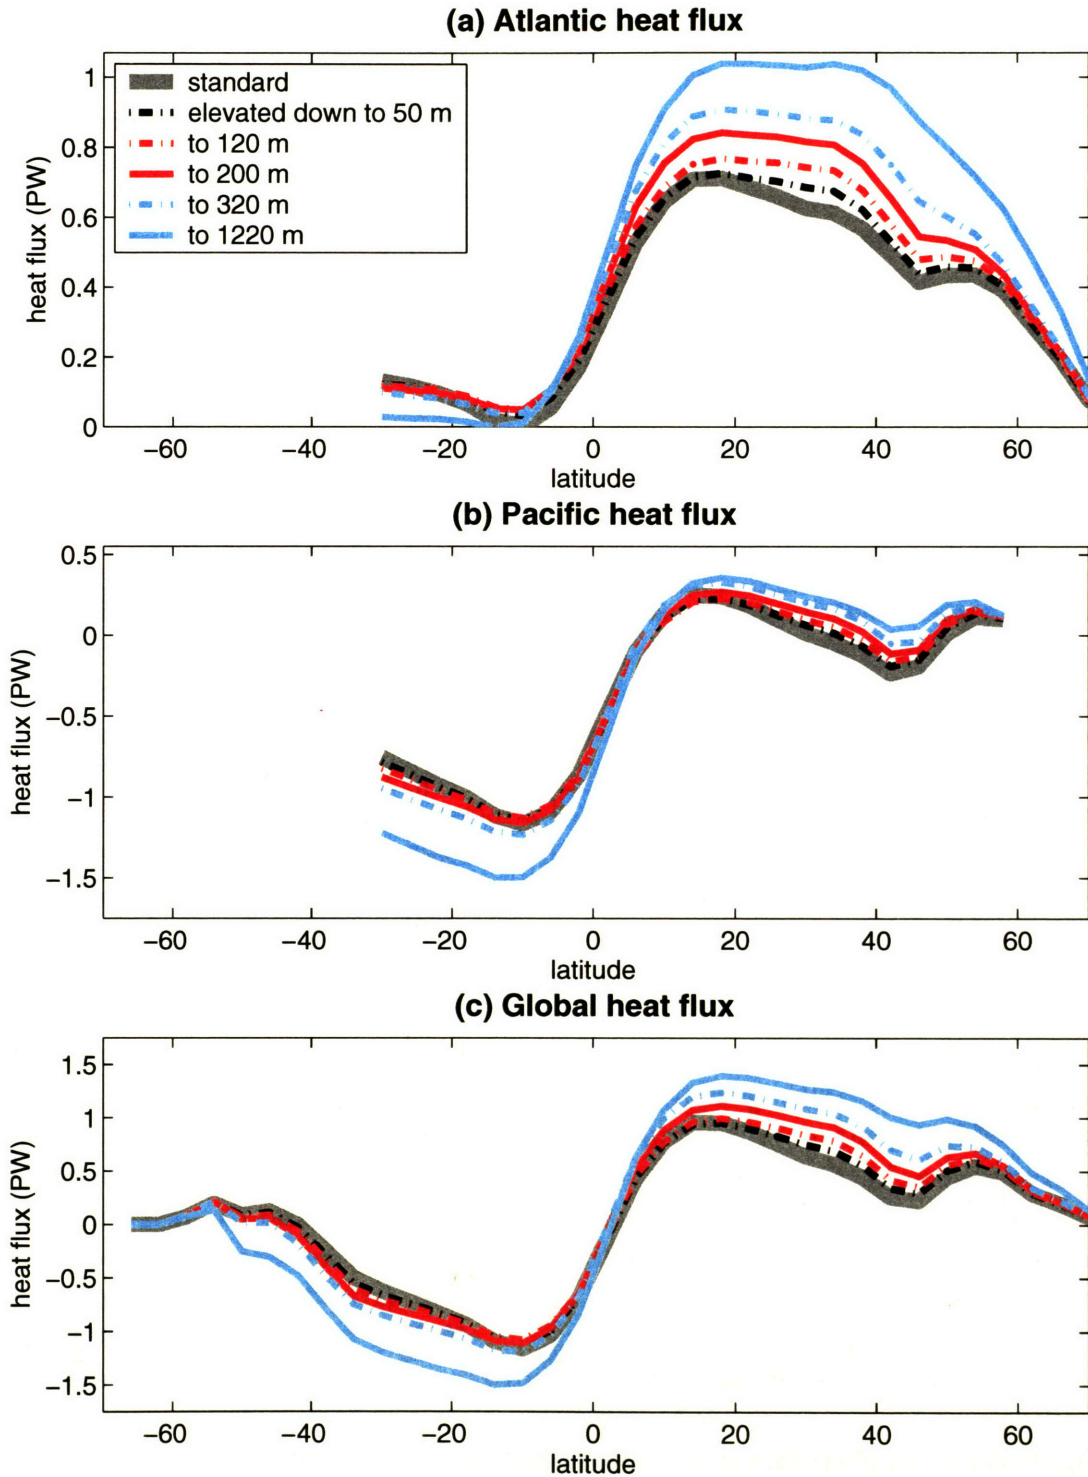 (a) Atlantic heat flux
1
0.8
0.6
0.4
0.2
0
heat flux (PW)
standard
elevated down to 50 m
to 120 m
to 200 m
to 320 m
to 1220 m
−60 −40 −20 0 20 40 60
latitude
(b) Pacific heat flux
0.5
0
−0.5
−1
−1.5
heat flux (PW)
−60 −40 −20 0 20 40 60
latitude
(c) Global heat flux
1.5
1
0.5
0
−0.5
−1
−1.5
heat flux (PW)
−60 −40 −20 0 20 40 60
latitude